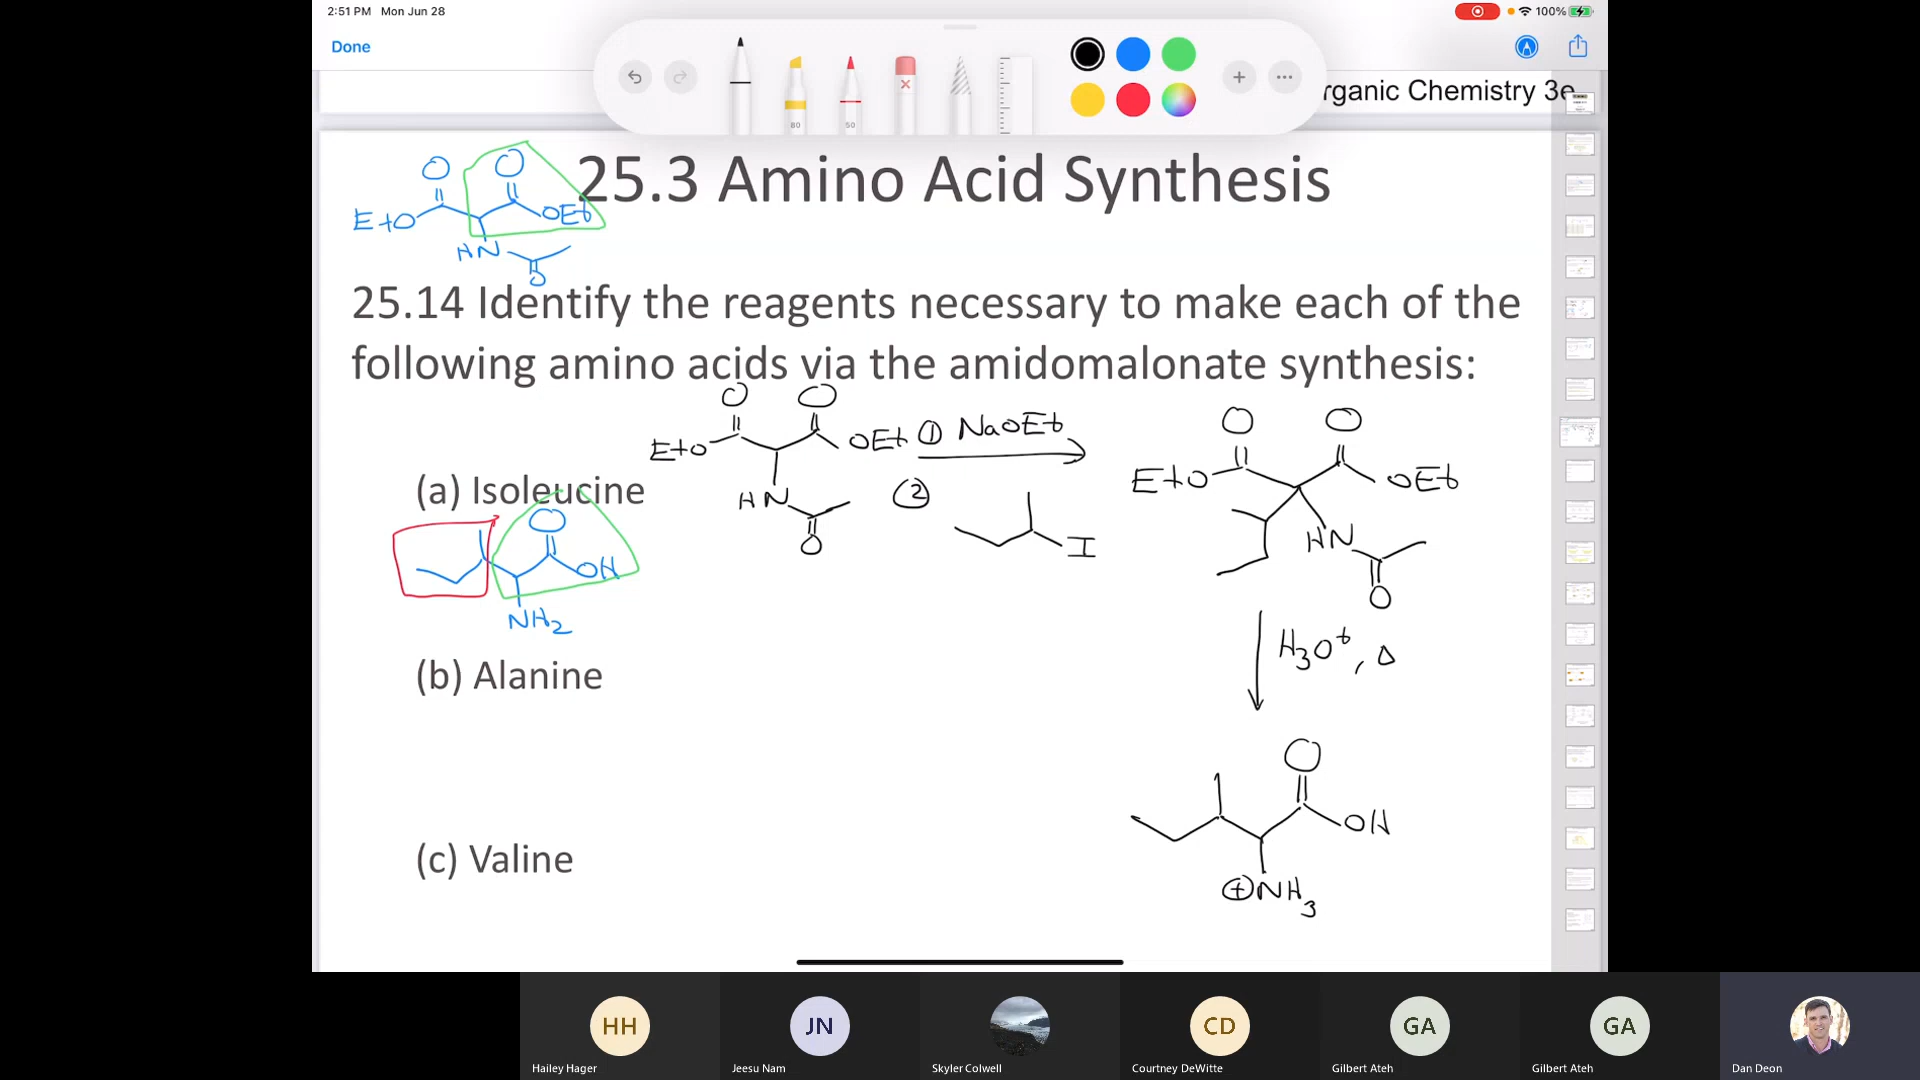 2:51 PM Mon Jun 28
100%
Done
80
50
rganic Chemistry 3e
25.3 Amino Acid Synthesis
O O
EtO OEt
HN
O
25.14 Identify the reagents necessary to make each of the
following amino acids via the amidomalonate synthesis:
O O
EtO OEt
HN
O
① NaOEt
②
I
O O
EtO OEt
HN
O
(a) Isoleucine
O
OH
NH2
H3O+, Δ
(b) Alanine
O
OH
⊕NH3
(c) Valine
HH
JN
CD
GA
GA
Hailey Hager
Jeesu Nam
Skyler Colwell
Courtney DeWitte
Gilbert Ateh
Gilbert Ateh
Dan Deon